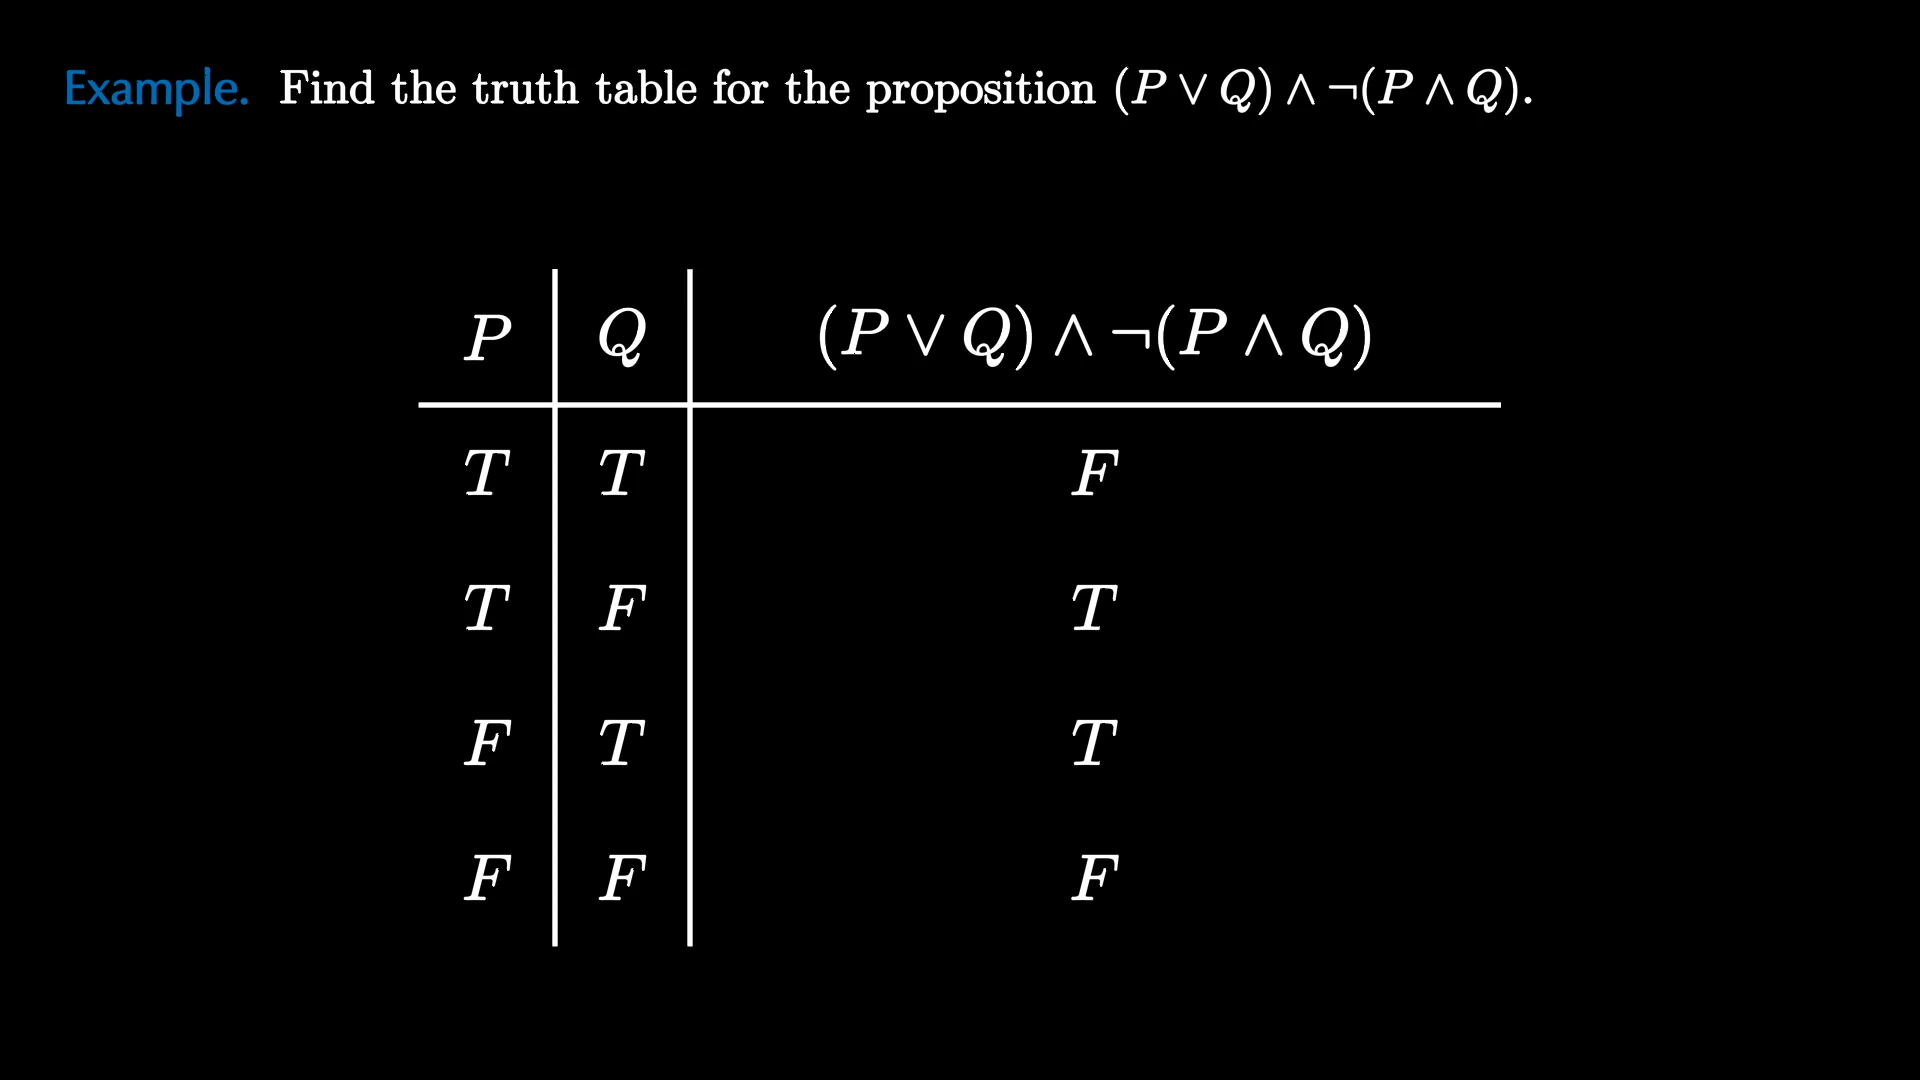 Example. Find the truth table for the proposition (P ∨ Q) ∧ ¬(P ∧ Q).
P Q (P ∨ Q) ∧ ¬(P ∧ Q)
T T F
T F T
F T T
F F F